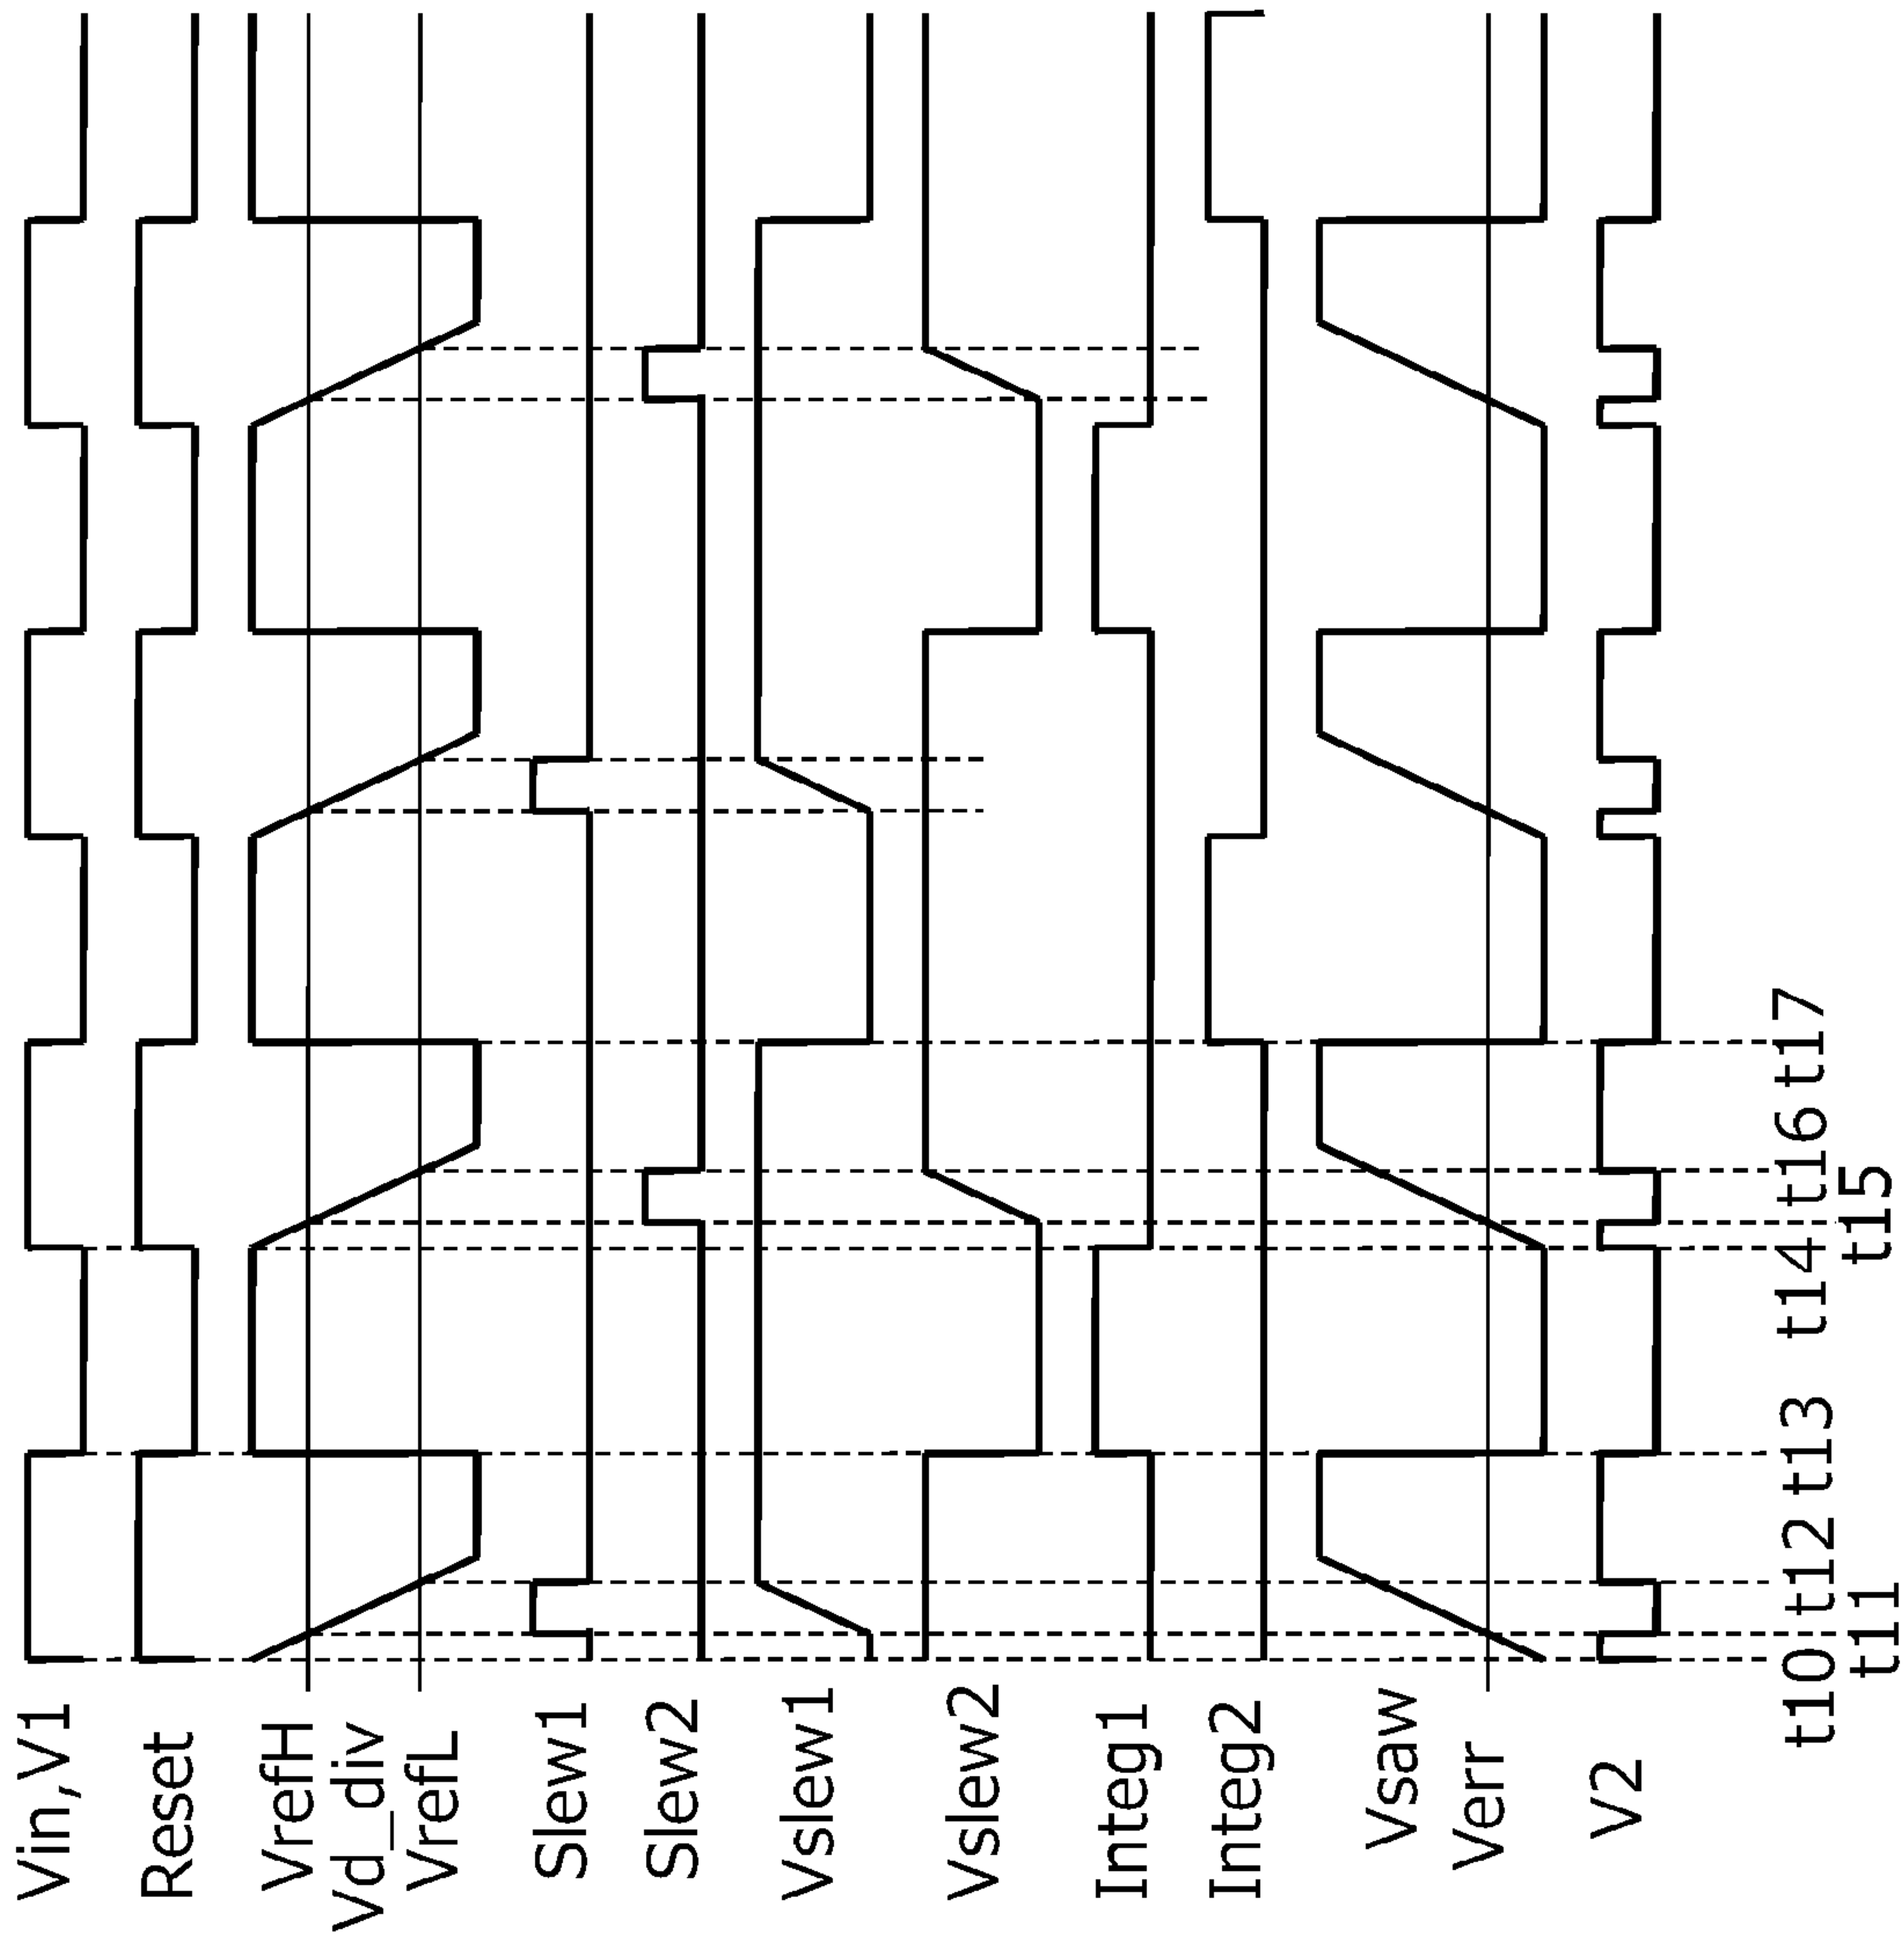 Vin,V1
Reset
VrefH
Vd_div
VrefL
Slew1
Slew2
Vslew1
Vslew2
Integ1
Integ2
Vsaw
Verr
V2
t10 t12 t13 t14 t16 t17
t11 t15